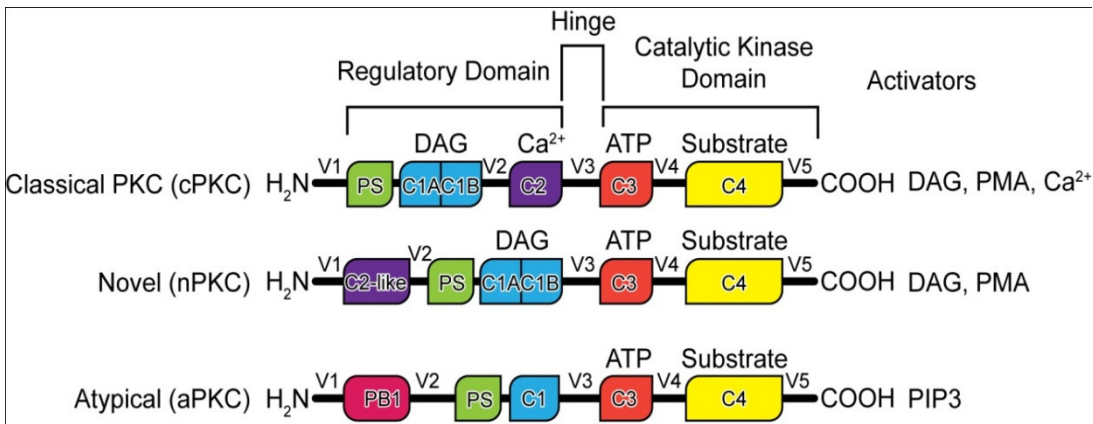 Hinge
Regulatory Domain
Catalytic Kinase
Domain
Activators
DAG Ca²⁺ ATP Substrate
Classical PKC (cPKC) H₂N V1 PS C1A C1B V2 C2 V3 C3 V4 C4 V5 COOH DAG, PMA, Ca²⁺
DAG ATP Substrate
Novel (nPKC) H₂N V1 C2-like V2 PS C1A C1B V3 C3 V4 C4 V5 COOH DAG, PMA
ATP Substrate
Atypical (aPKC) H₂N V1 PB1 V2 PS C1 V3 C3 V4 C4 V5 COOH PIP3